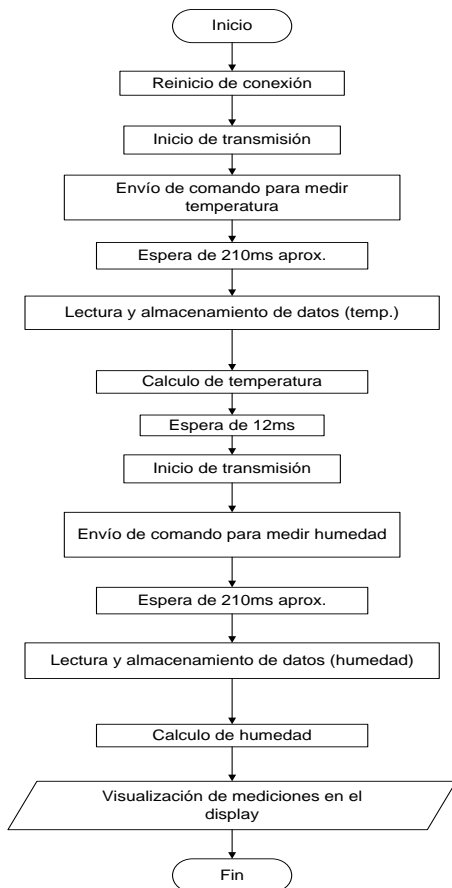 Inicio
Reinicio de conexión
Inicio de transmisión
Envío de comando para medir
temperatura
Espera de 210ms aprox.
Lectura y almacenamiento de datos (temp.)
Calculo de temperatura
Espera de 12ms
Inicio de transmisión
Envío de comando para medir humedad
Espera de 210ms aprox.
Lectura y almacenamiento de datos (humedad)
Calculo de humedad
Visualización de mediciones en el
display
Fin